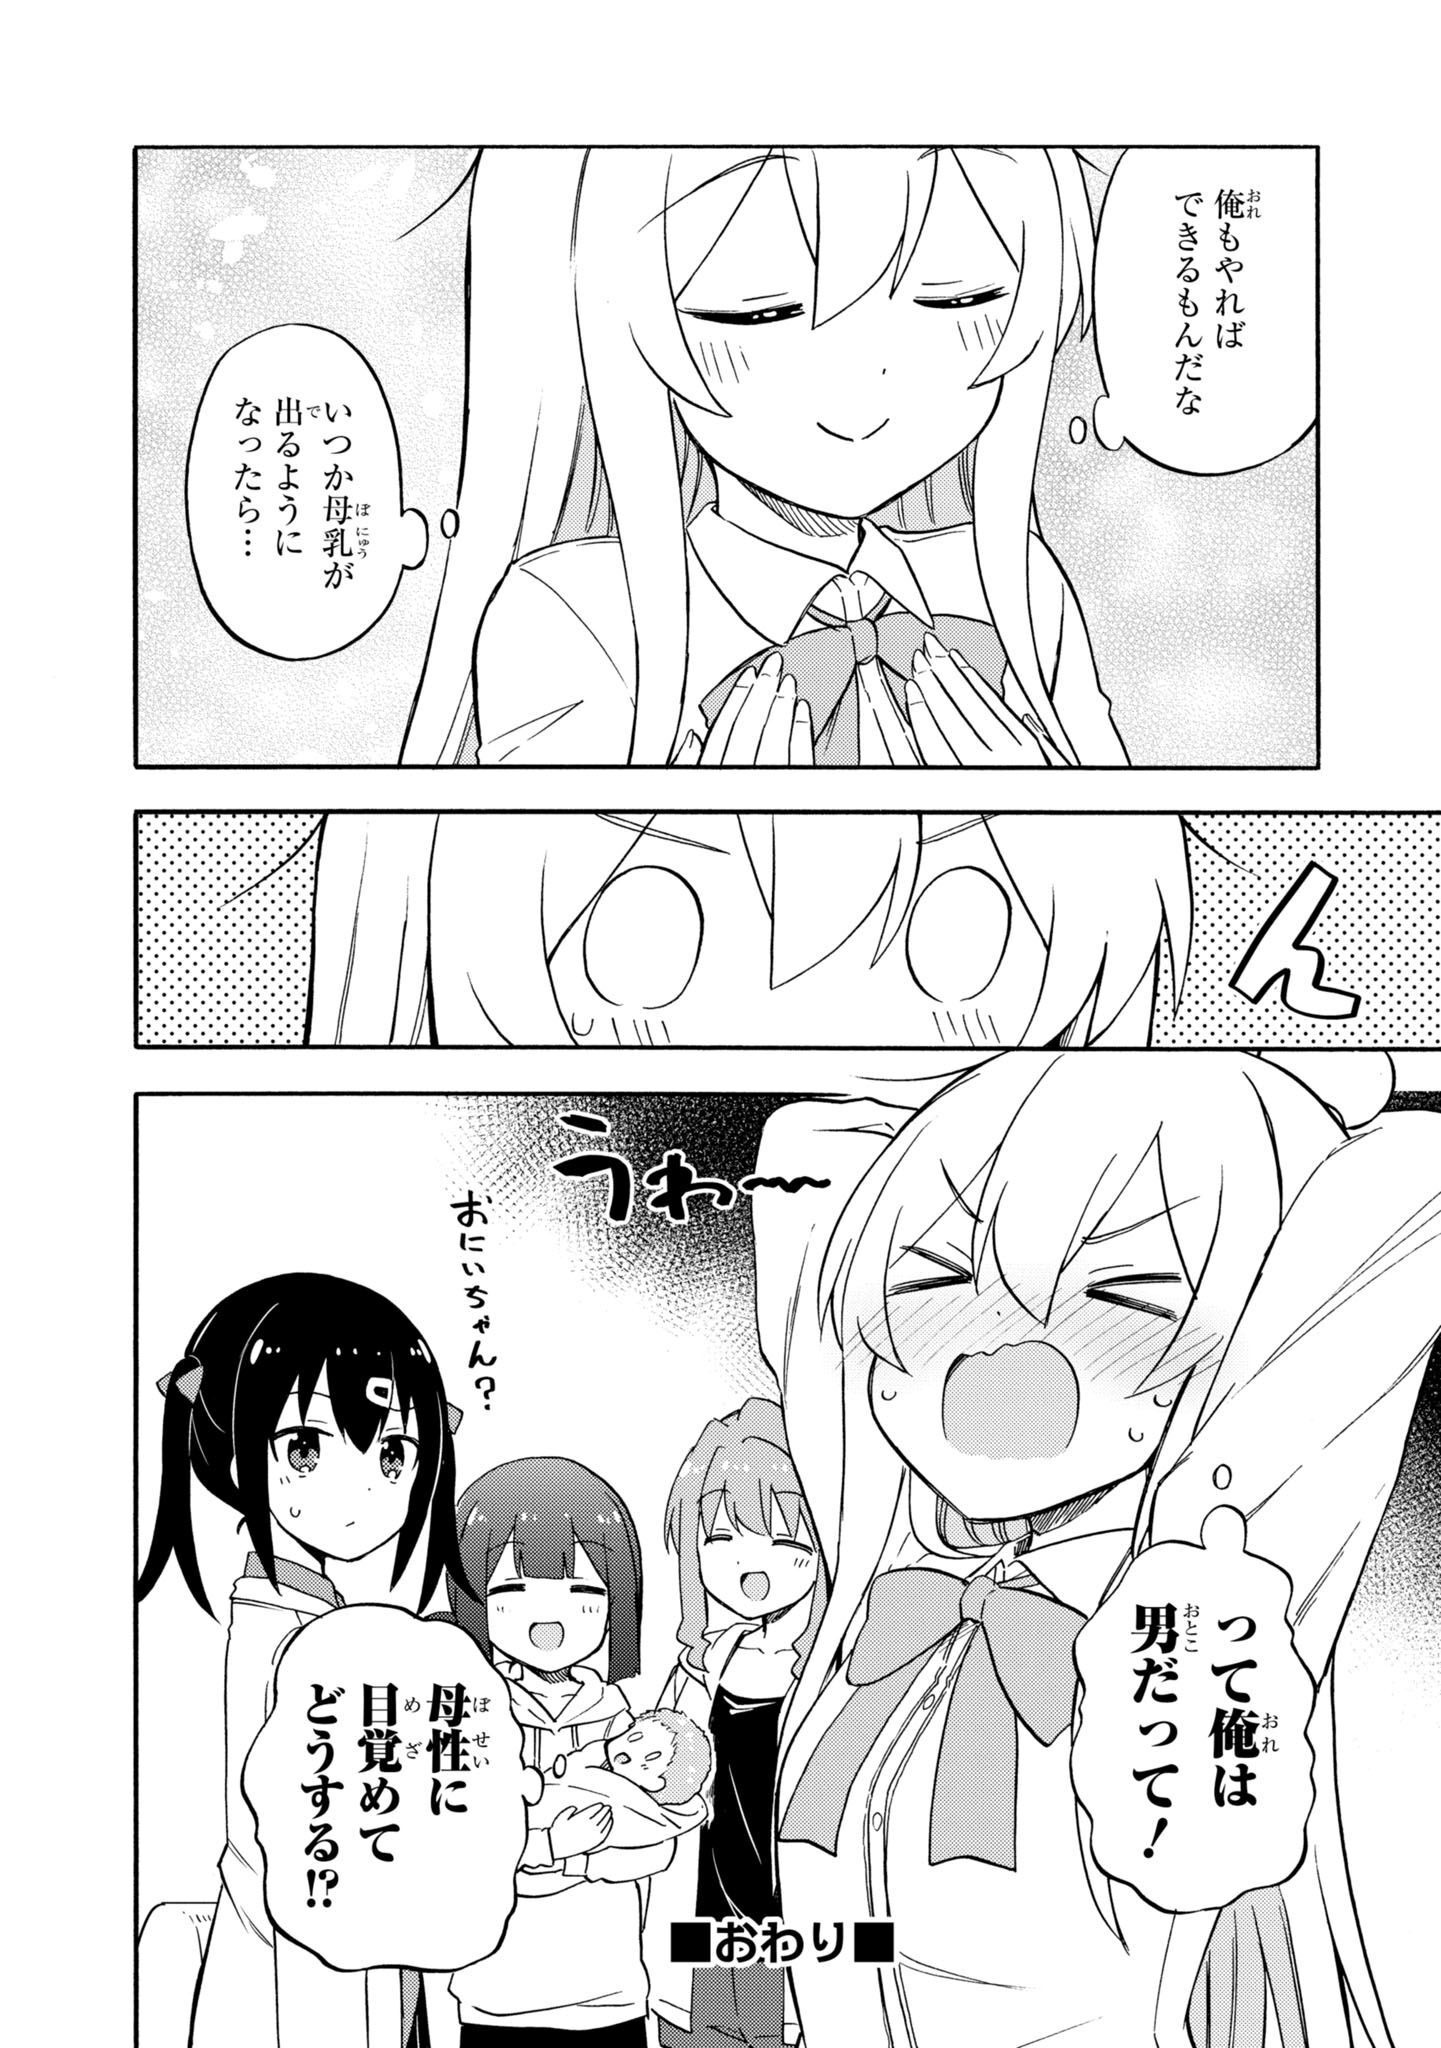 俺もやれば
できるもんだな
いつか母乳が
出るように
なったら…
ん
うわ〜〜
おにいちゃん？
って俺は
男だって！
母性に
目覚めて
どうする!?
■おわり■